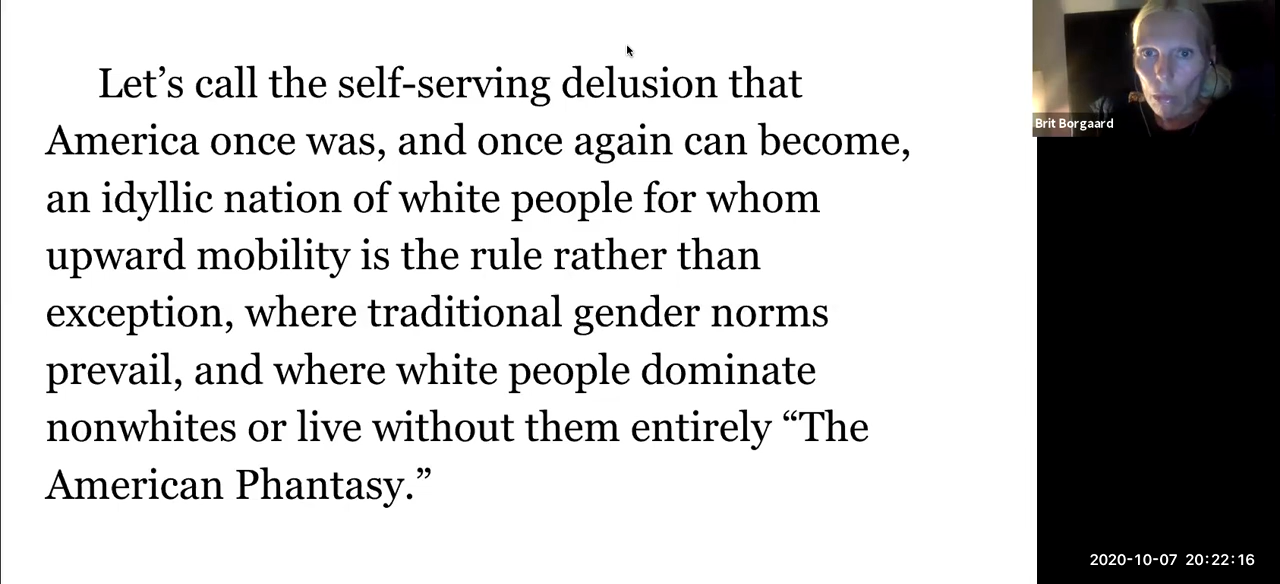 Let’s call the self-serving delusion that
America once was, and once again can become,
an idyllic nation of white people for whom
upward mobility is the rule rather than
exception, where traditional gender norms
prevail, and where white people dominate
nonwhites or live without them entirely “The
American Phantasy.”
Brit Borgaard
2020-10-07 20:22:16